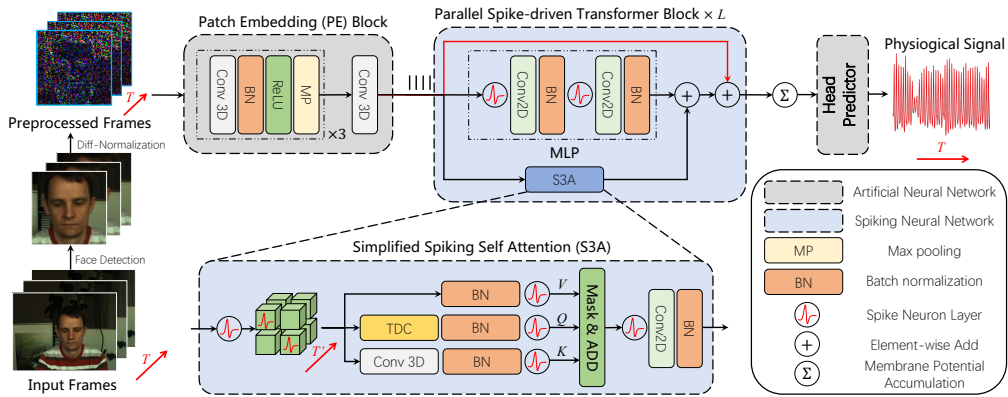 Patch Embedding (PE) Block
Parallel Spike-driven Transformer Block × L
Conv 3D
BN
ReLU
MP
×3
Conv 3D
Conv2D
BN
Conv2D
BN
MLP
S3A
+
+
Σ
Head
Predictor
Physiogical Signal
T
T
Preprocessed Frames
Diff-Normalization
Face Detection
T
Input Frames
Simplified Spiking Self Attention (S3A)
T'
BN
V
TDC
BN
Q
Conv 3D
BN
K
Mask & ADD
Conv2D
BN
Artificial Neural Network
Spiking Neural Network
MP
Max pooling
BN
Batch normalization
Spike Neuron Layer
+
Element-wise Add
Σ
Membrane Potential
Accumulation